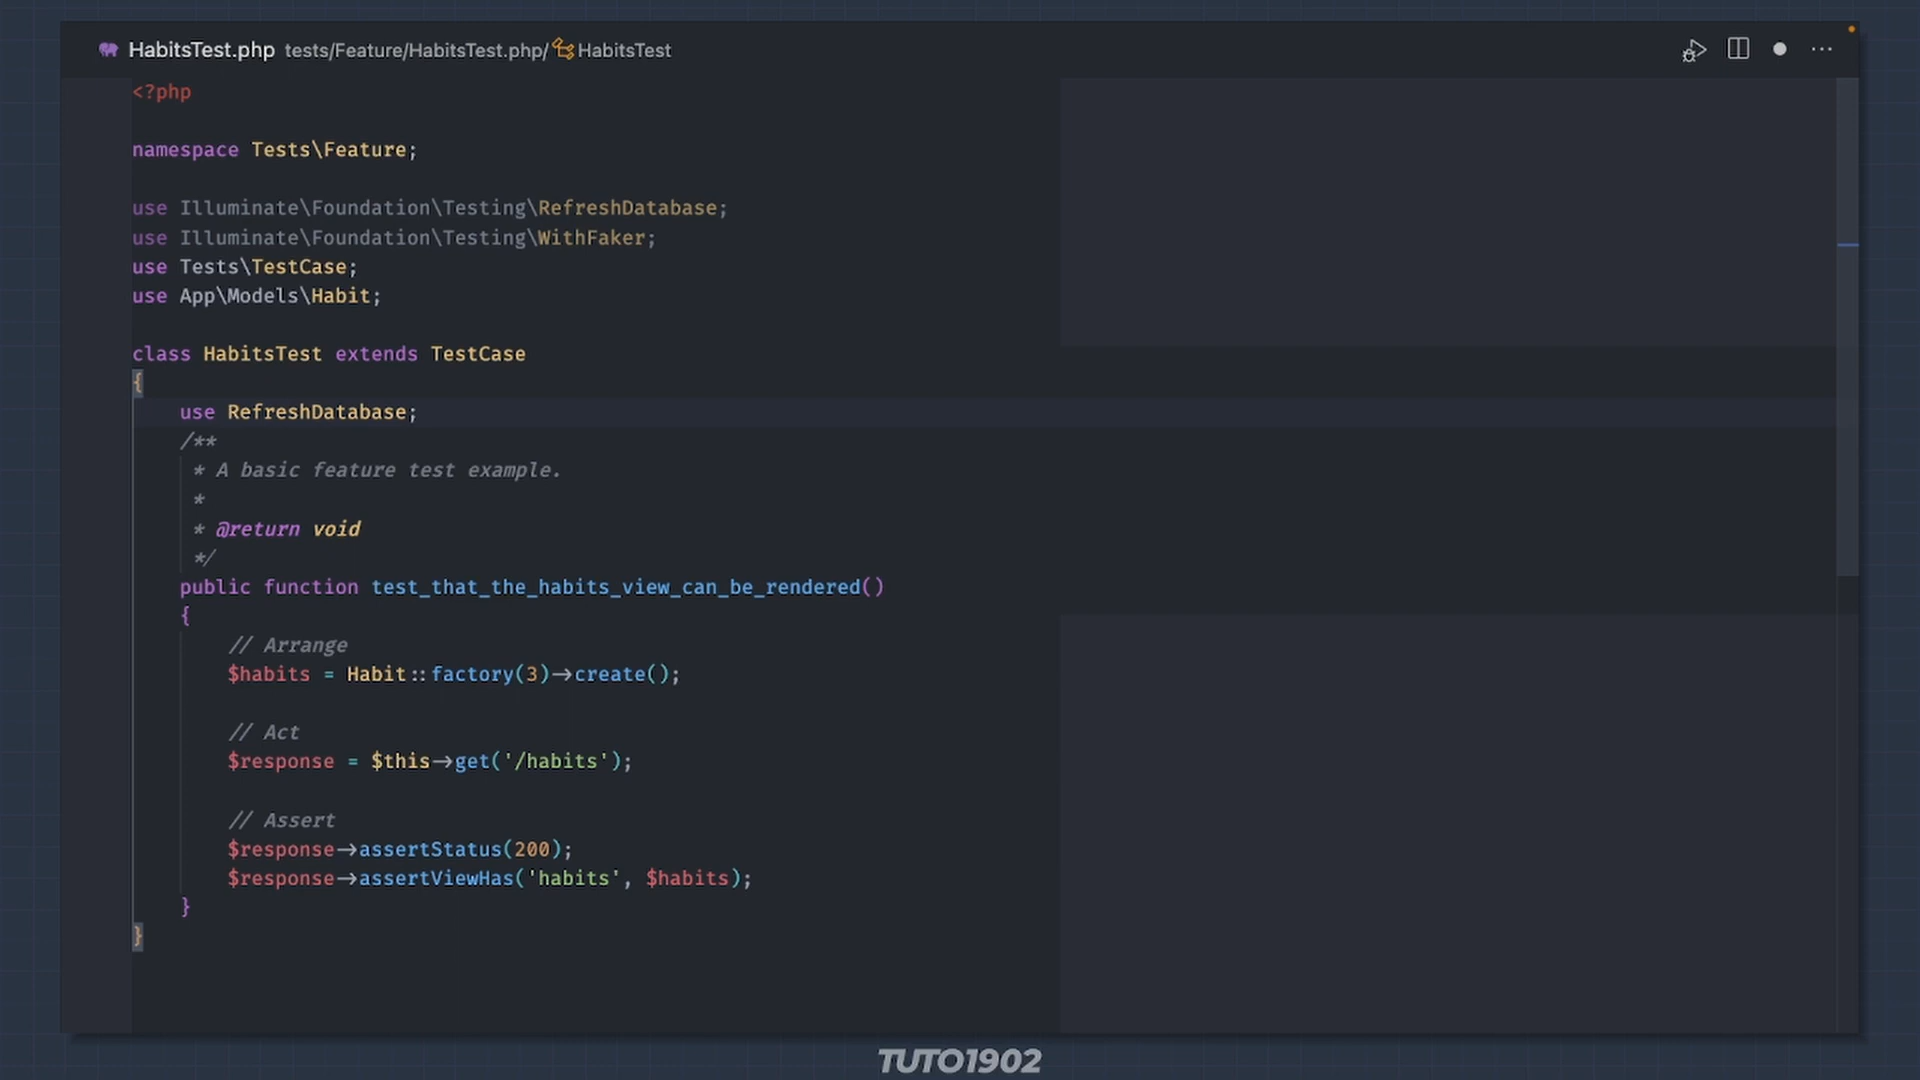 HabitsTest.php tests/Feature/HabitsTest.php/ HabitsTest
<?php
namespace Tests\Feature;
use Illuminate\Foundation\Testing\RefreshDatabase;
use Illuminate\Foundation\Testing\WithFaker;
use Tests\TestCase;
use App\Models\Habit;
class HabitsTest extends TestCase
{
use RefreshDatabase;
/**
* A basic feature test example.
*
* @return void
*/
public function test_that_the_habits_view_can_be_rendered()
{
// Arrange
$habits = Habit::factory(3)->create();
// Act
$response = $this->get('/habits');
// Assert
$response->assertStatus(200);
$response->assertViewHas('habits', $habits);
}
}
TUTO1902